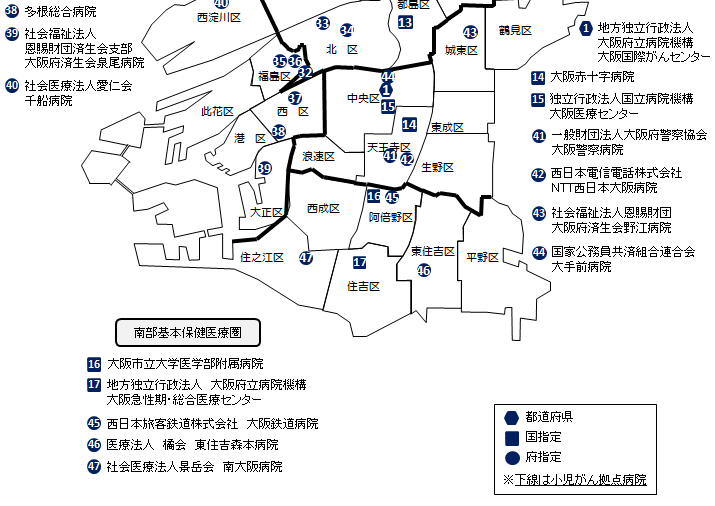 38 多根総合病院
39 社会福祉法人
恩賜財団済生会支部
大阪府済生会泉尾病院
40 社会医療法人愛仁会
千船病院
40
西淀川区
33
34
北　区
都島区
13
43
城東区
鶴見区
35 36
32
福島区
37
西　区
此花区
港　区
38
39
大正区
44
中央区
1
15
14
天王寺区
41 42
東成区
生野区
浪速区
西成区
16 45
阿倍野区
東住吉区
46
平野区
住之江区
47
17
住吉区
1 地方独立行政法人
大阪府立病院機構
大阪国際がんセンター
14 大阪赤十字病院
15 独立行政法人国立病院機構
大阪医療センター
41 一般財団法人大阪府警察協会
大阪警察病院
42 西日本電信電話株式会社
NTT西日本大阪病院
43 社会福祉法人恩賜財団
大阪府済生会野江病院
44 国家公務員共済組合連合会
大手前病院
南部基本保健医療圏
16 大阪市立大学医学部附属病院
17 地方独立行政法人　大阪府立病院機構
大阪急性期・総合医療センター
45 西日本旅客鉄道株式会社　大阪鉄道病院
46 医療法人　橘会　東住吉森本病院
47 社会医療法人景岳会　南大阪病院
都道府県
国指定
府指定
※下線は小児がん拠点病院